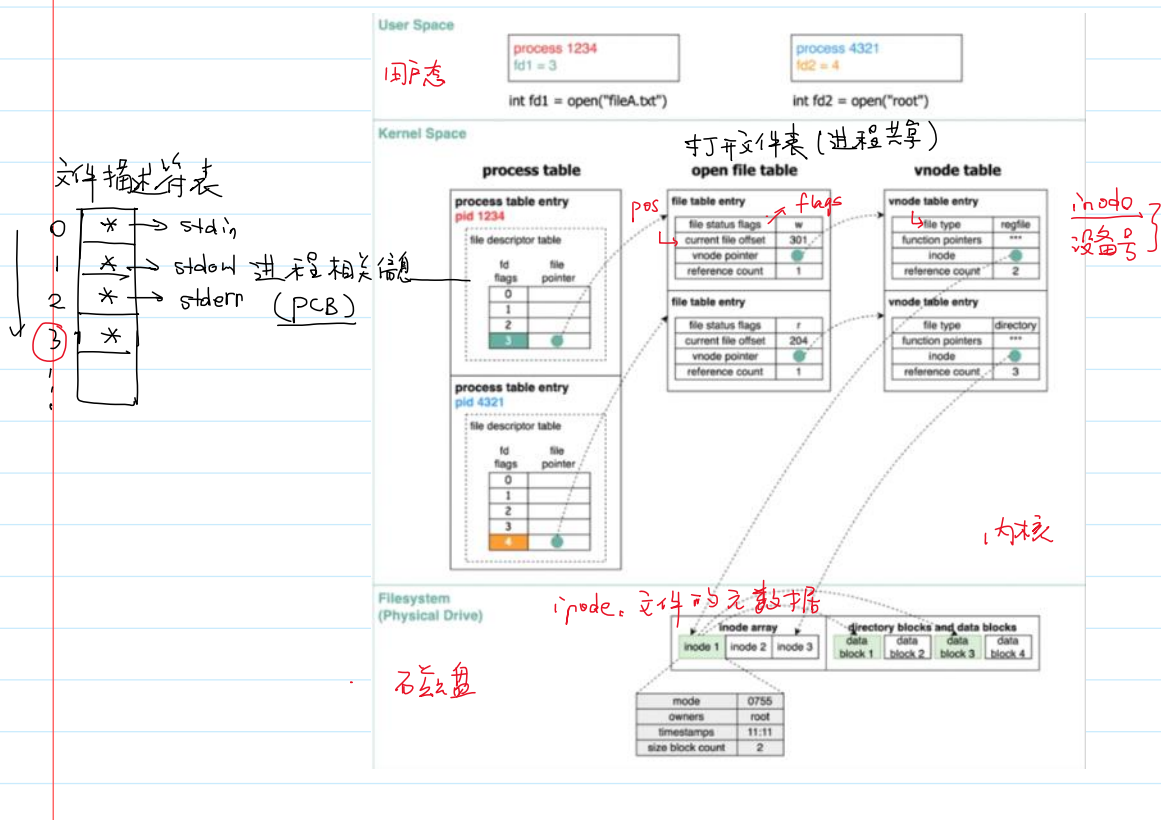 User Space
process 1234
fd1 = 3
process 4321
fd2 = 4
用户态
int fd1 = open("fileA.txt")
int fd2 = open("root")
Kernel Space
打开文件表(进程共享)
process table
open file table
vnode table
文件描述符表
0 * → stdin
1 * → stdout
2 * → stderr
3 *
进程相关信息
(PCB)
process table entry
pid 1234
file descriptor table
fd flags
file pointer
0
1
2
3
process table entry
pid 4321
file descriptor table
fd flags
file pointer
0
1
2
3
4
pos
flags
file table entry
file status flags w
current file offset 301
vnode pointer
reference count 1
file table entry
file status flags r
current file offset 204
vnode pointer
reference count 1
vnode table entry
file type regfile
function pointers ***
inode
reference count 2
vnode table entry
file type directory
function pointers ***
inode
reference count 3
inode
设备号
内核
Filesystem
(Physical Drive)
inode. 文件的元数据
inode array
directory blocks and data blocks
inode 1 inode 2 inode 3
data block 1
data block 2
data block 3
data block 4
磁盘
mode 0755
owners root
timestamps 11:11
size block count 2